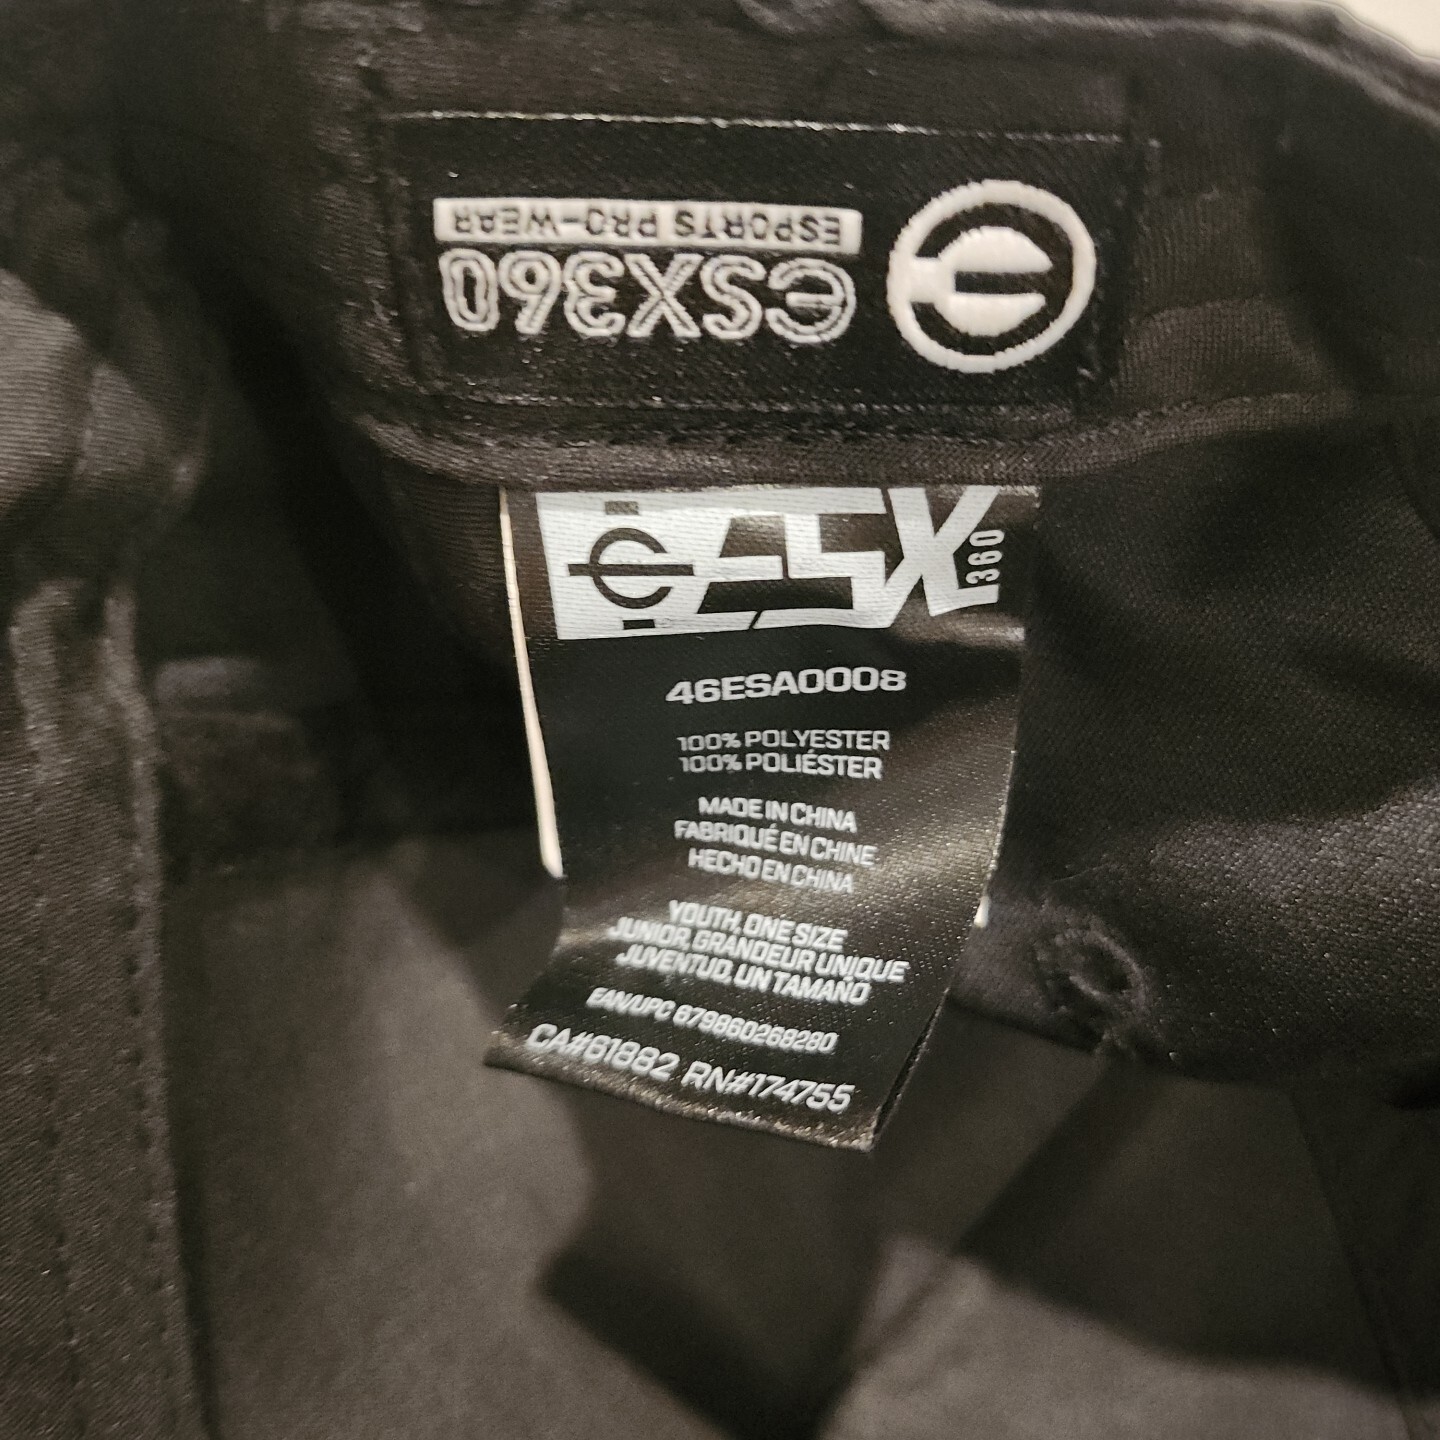 ESPORTS PRO-WEAR
eSX360
ESX
360
46ESA0008
100% POLYESTER
100% POLIÉSTER
MADE IN CHINA
FABRIQUÉ EN CHINE
HECHO EN CHINA
YOUTH, ONE SIZE
JUNIOR, GRANDEUR UNIQUE
JUVENTUD, UN TAMAÑO
EAN/UPC 679860268280
CA#61882 RN#174755